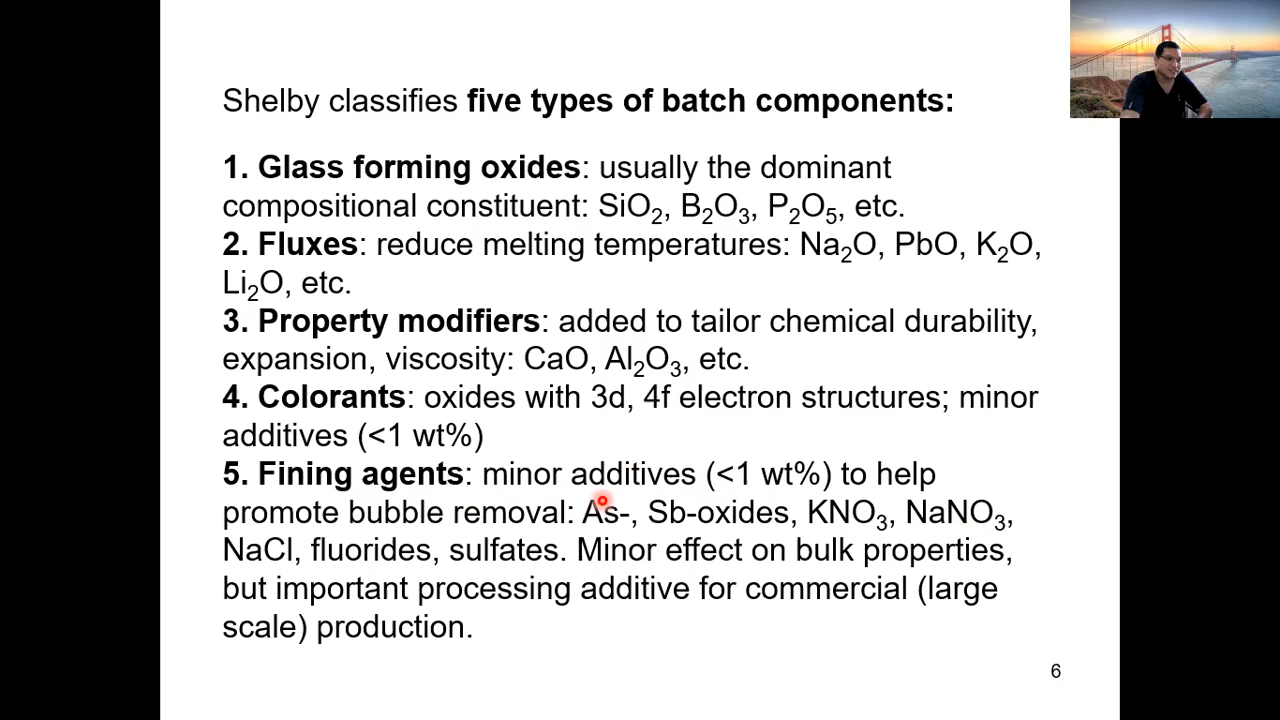 Shelby classifies five types of batch components:
1. Glass forming oxides: usually the dominant
compositional constituent: SiO₂, B₂O₃, P₂O₅, etc.
2. Fluxes: reduce melting temperatures: Na₂O, PbO, K₂O,
Li₂O, etc.
3. Property modifiers: added to tailor chemical durability,
expansion, viscosity: CaO, Al₂O₃, etc.
4. Colorants: oxides with 3d, 4f electron structures; minor
additives (<1 wt%)
5. Fining agents: minor additives (<1 wt%) to help
promote bubble removal: As-, Sb-oxides, KNO₃, NaNO₃,
NaCl, fluorides, sulfates. Minor effect on bulk properties,
but important processing additive for commercial (large
scale) production.
6